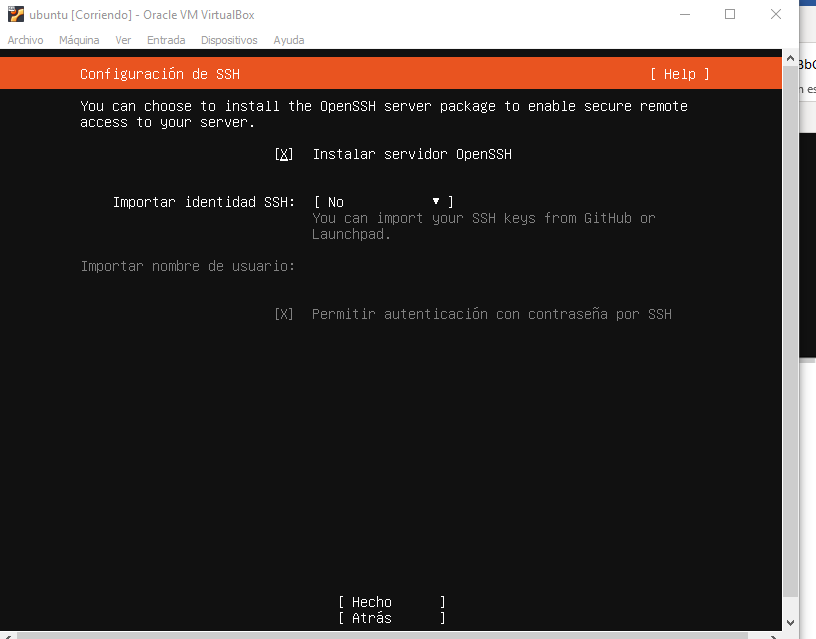 ubuntu [Corriendo] - Oracle VM VirtualBox
Archivo Máquina Ver Entrada Dispositivos Ayuda
Configuración de SSH [ Help ]
You can choose to install the OpenSSH server package to enable secure remote
access to your server.
[X] Instalar servidor OpenSSH
Importar identidad SSH: [ No ▼ ]
You can import your SSH keys from GitHub or
Launchpad.
Importar nombre de usuario:
[X] Permitir autenticación con contraseña por SSH
[ Hecho ]
[ Atrás ]